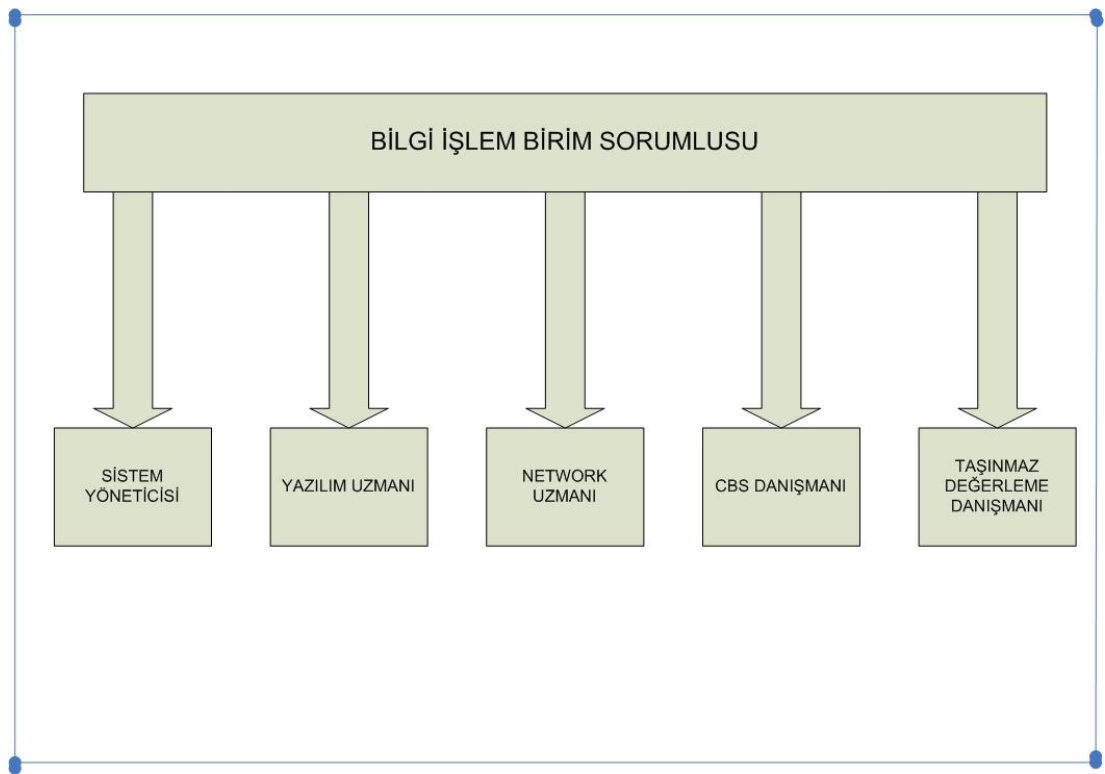 BİLGİ İŞLEM BİRİM SORUMLUSU
SİSTEM
YÖNETİCİSİ
YAZILIM UZMANI
NETWORK
UZMANI
CBS DANIŞMANI
TAŞINMAZ
DEĞERLEME
DANIŞMANI